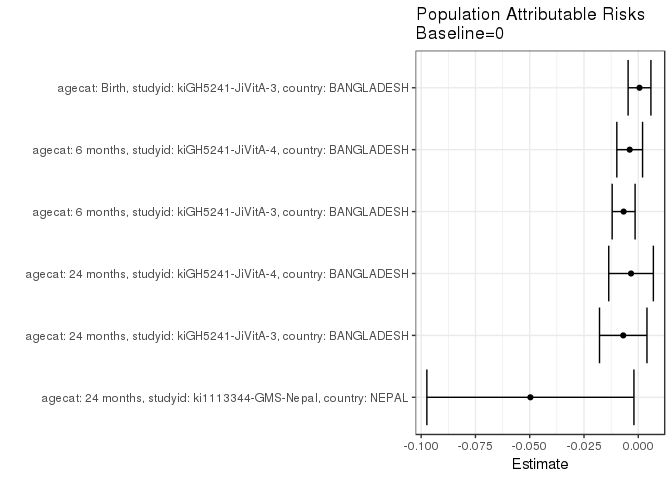 Population Attributable Risks
Baseline=0
agecat: Birth, studyid: kiGH5241-JiVitA-3, country: BANGLADESH
agecat: 6 months, studyid: kiGH5241-JiVitA-4, country: BANGLADESH
agecat: 6 months, studyid: kiGH5241-JiVitA-3, country: BANGLADESH
agecat: 24 months, studyid: kiGH5241-JiVitA-4, country: BANGLADESH
agecat: 24 months, studyid: kiGH5241-JiVitA-3, country: BANGLADESH
agecat: 24 months, studyid: ki1113344-GMS-Nepal, country: NEPAL
-0.100 -0.075 -0.050 -0.025 0.000
Estimate